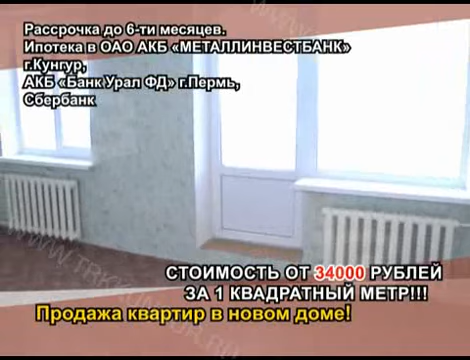 Рассрочка до 6-ти месяцев.
Ипотека в ОАО АКБ «МЕТАЛЛИНВЕСТБАНК»
г.Кунгур,
АКБ «Банк Урал ФД» г.Пермь,
Сбербанк
СТОИМОСТЬ ОТ 34000 РУБЛЕЙ
ЗА 1 КВАДРАТНЫЙ МЕТР!!!
Продажа квартир в новом доме!